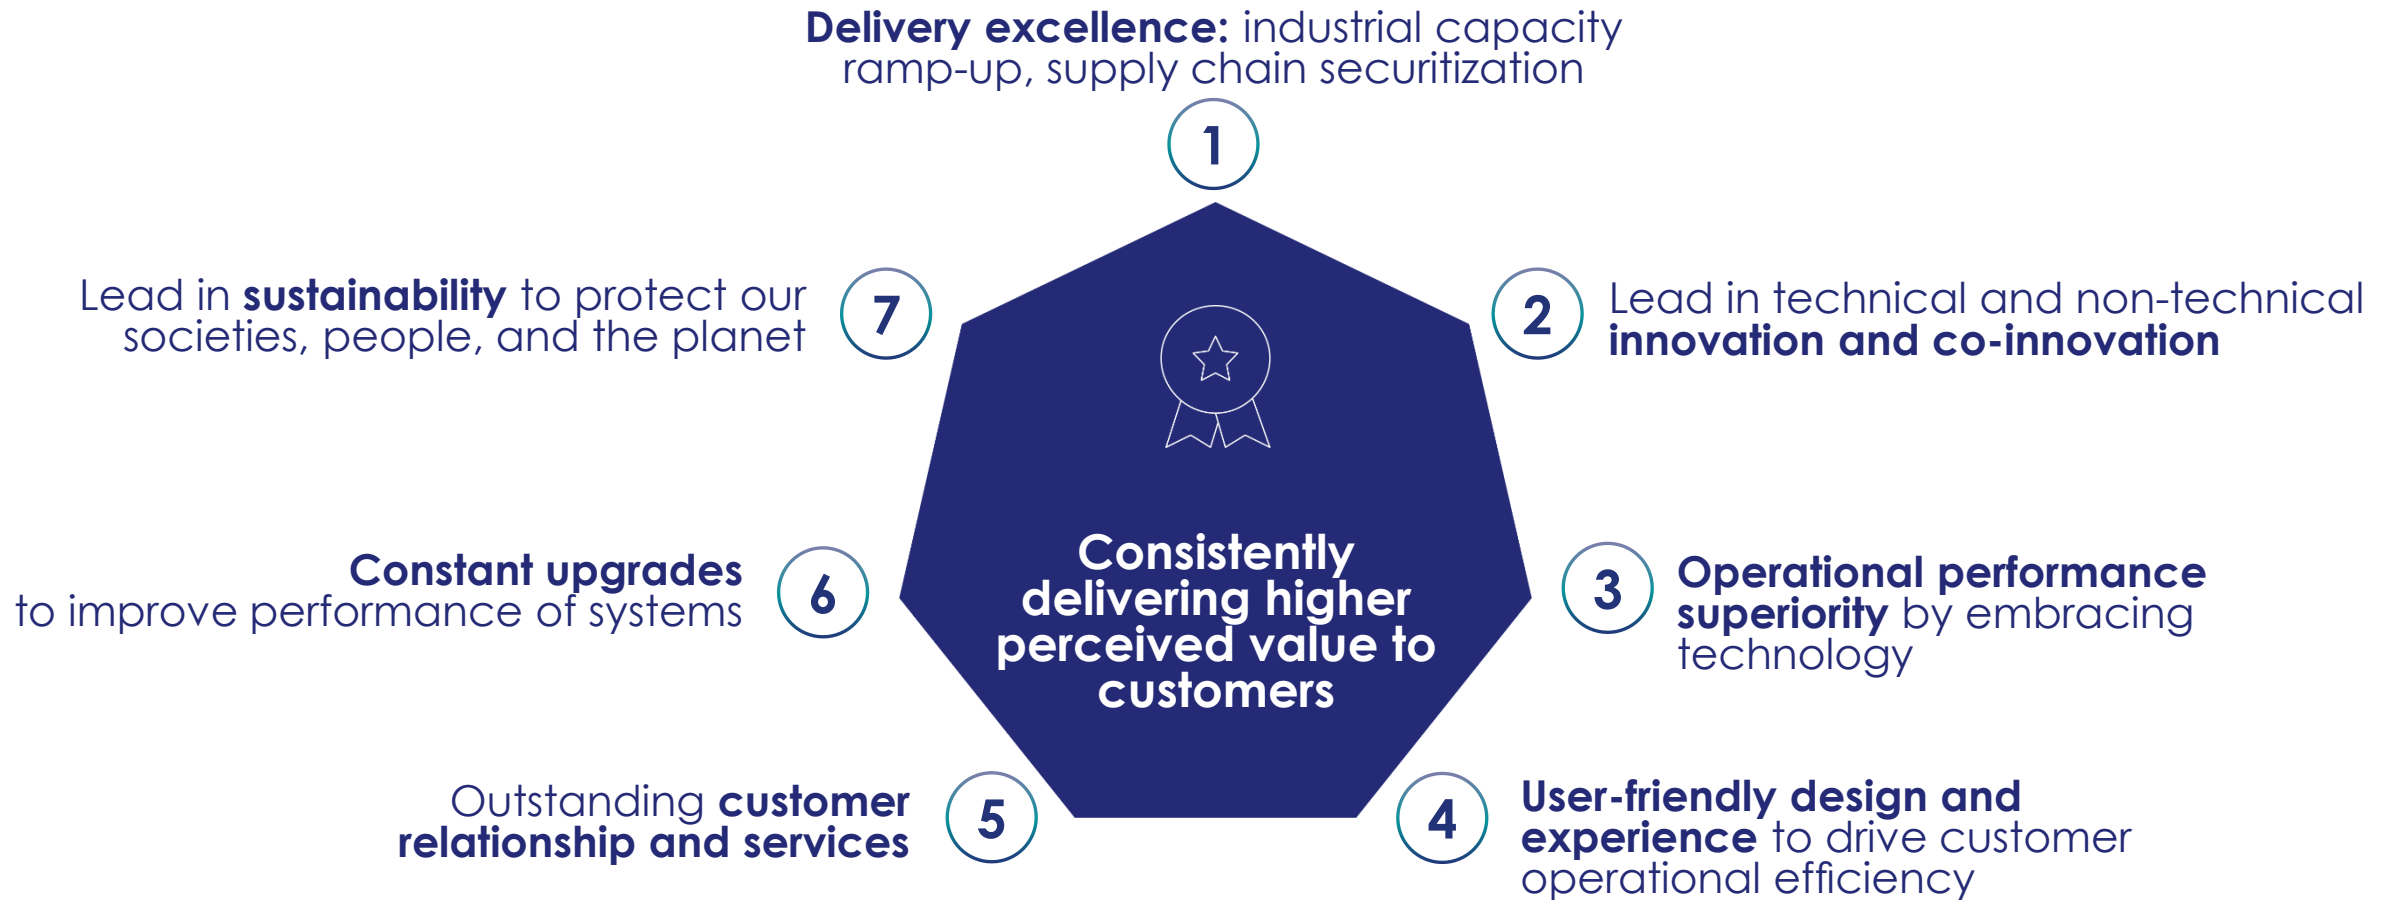 Delivery excellence: industrial capacity
ramp-up, supply chain securitization
1
2
Lead in technical and non-technical
innovation and co-innovation
3
Operational performance
superiority by embracing
technology
4
User-friendly design and
experience to drive customer
operational efficiency
5
Outstanding customer
relationship and services
6
Constant upgrades
to improve performance of systems
7
Lead in sustainability to protect our
societies, people, and the planet
Consistently
delivering higher
perceived value to
customers